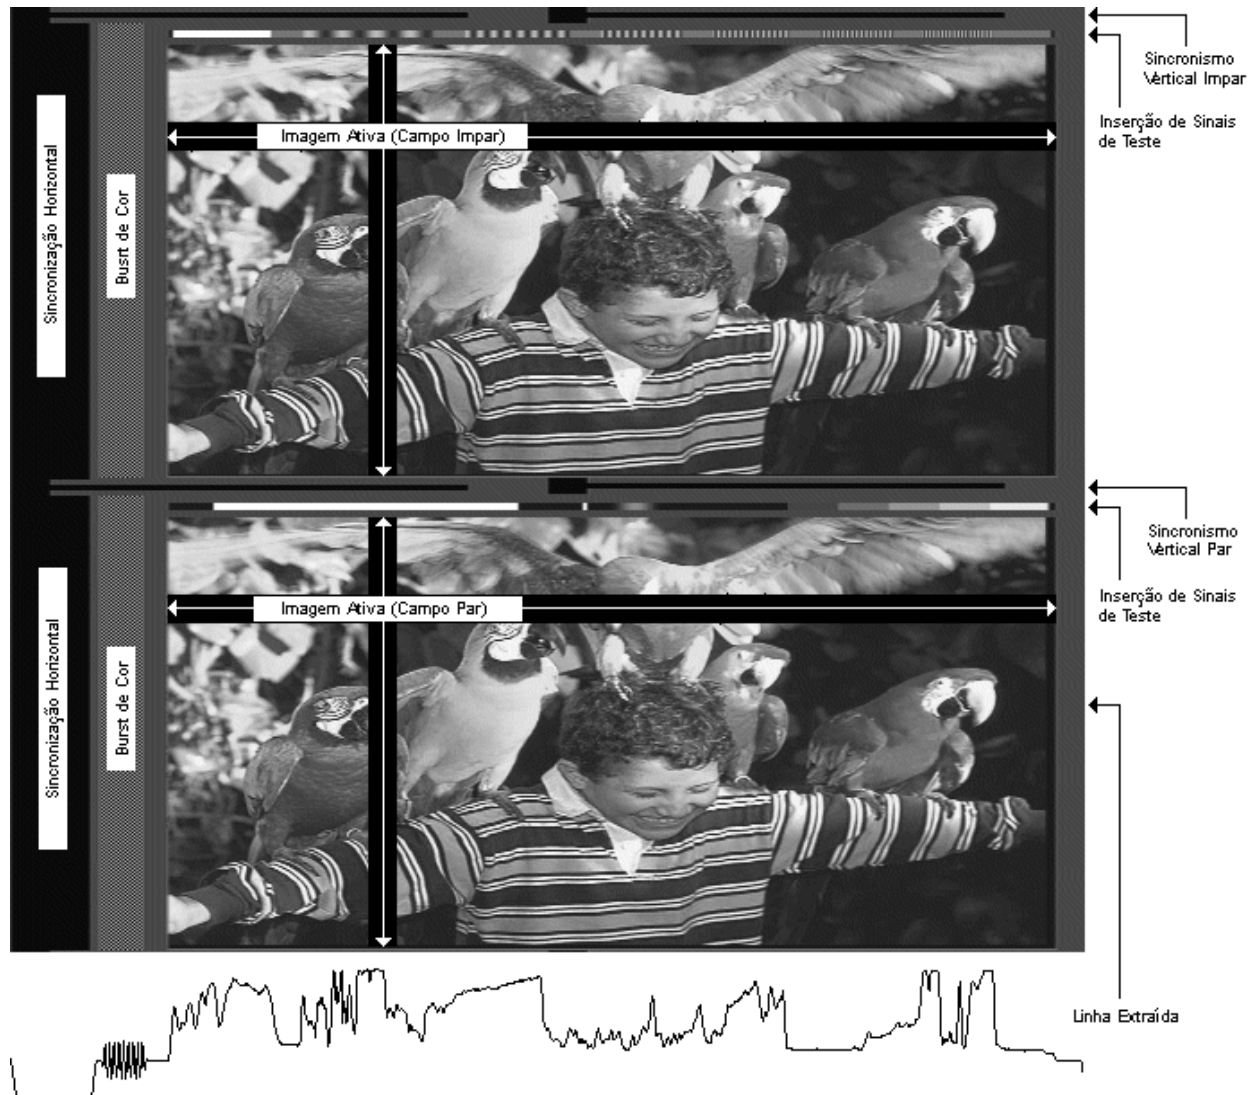 Sincronismo
Vertical Impar
Inserção de Sinais
de Teste
Imagem Ativa (Campo Impar)
Sincronização Horizontal
Busrt de Cor
Sincronismo
Vertical Par
Inserção de Sinais
de Teste
Imagem Ativa (Campo Par)
Sincronização Horizontal
Burst de Cor
Linha Extraída